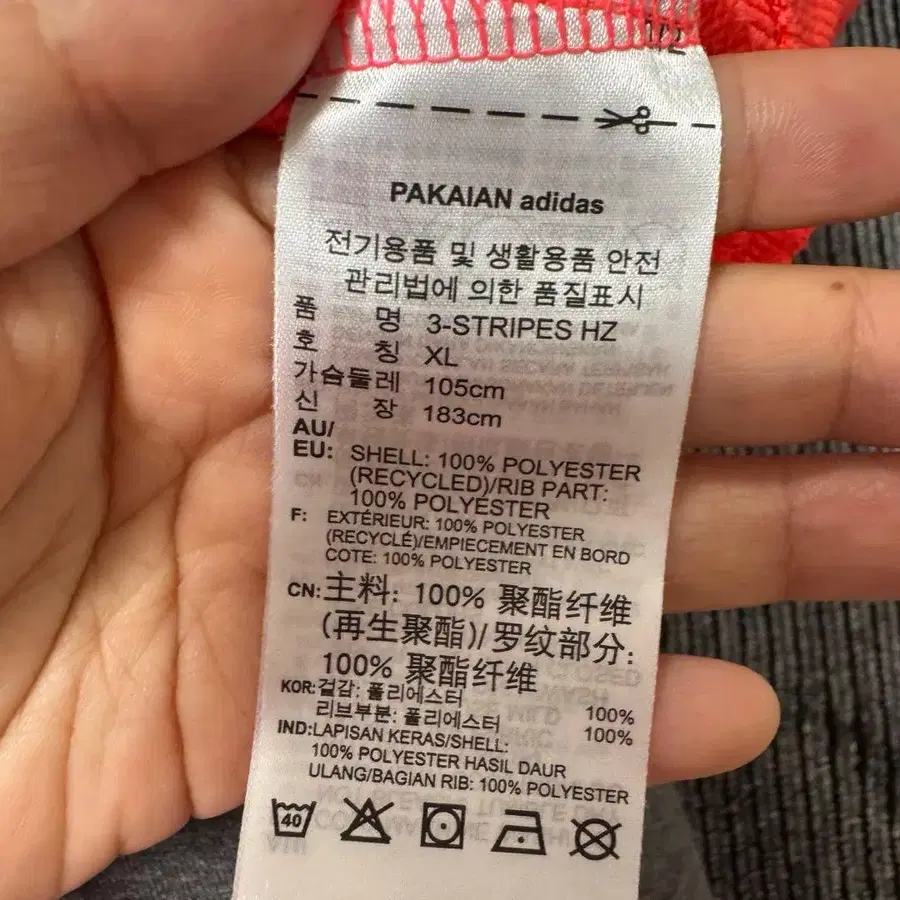 1/2
PAKAIAN adidas
전기용품 및 생활용품 안전
관리법에 의한 품질표시
품 명 3-STRIPES HZ
호 칭 XL
가슴둘레 105cm
신 장 183cm
AU/
EU: SHELL: 100% POLYESTER
(RECYCLED)/RIB PART:
100% POLYESTER
F: EXTÉRIEUR: 100% POLYESTER
(RECYCLÉ)/EMPIECEMENT EN BORD
COTE: 100% POLYESTER
CN: 主料: 100% 聚酯纤维
(再生聚酯)/罗纹部分:
100% 聚酯纤维
KOR: 겉감: 폴리에스터 100%
리브부분: 폴리에스터 100%
IND: LAPISAN KERAS/SHELL:
100% POLYESTER HASIL DAUR
ULANG/BAGIAN RIB: 100% POLYESTER
40